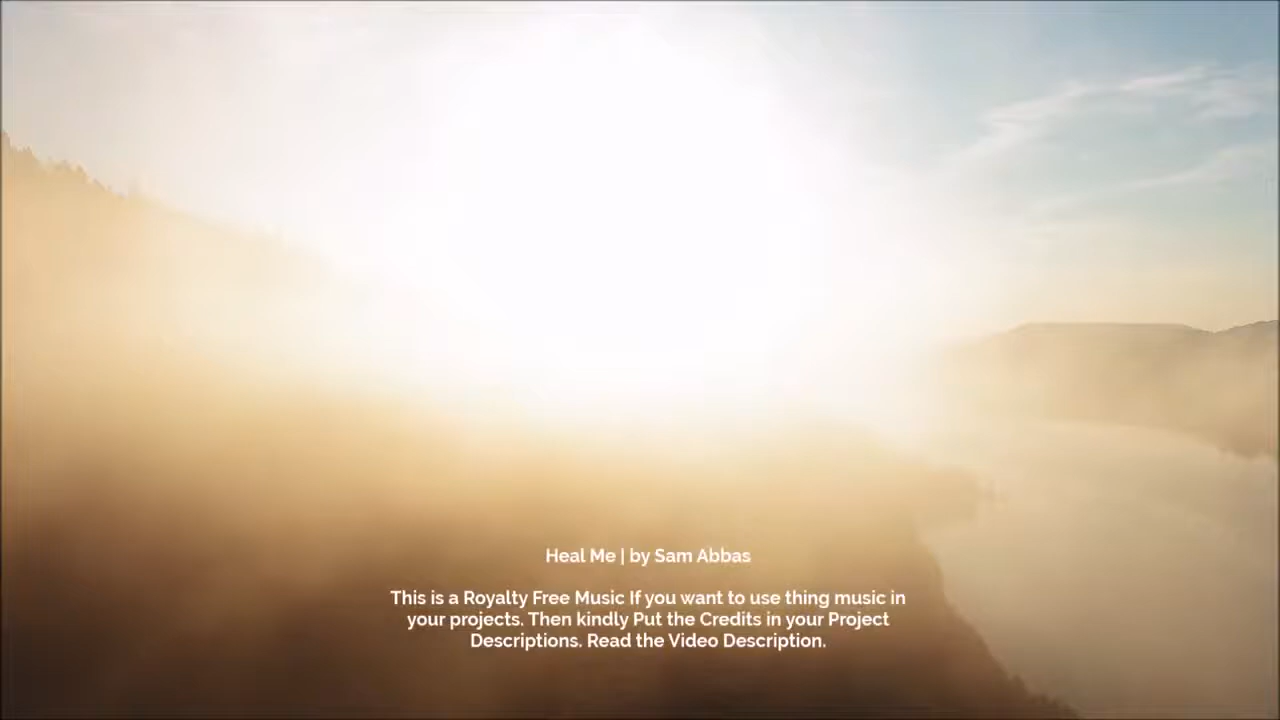 Heal Me | by Sam Abbas
This is a Royalty Free Music If you want to use thing music in
your projects. Then kindly Put the Credits in your Project
Descriptions. Read the Video Description.